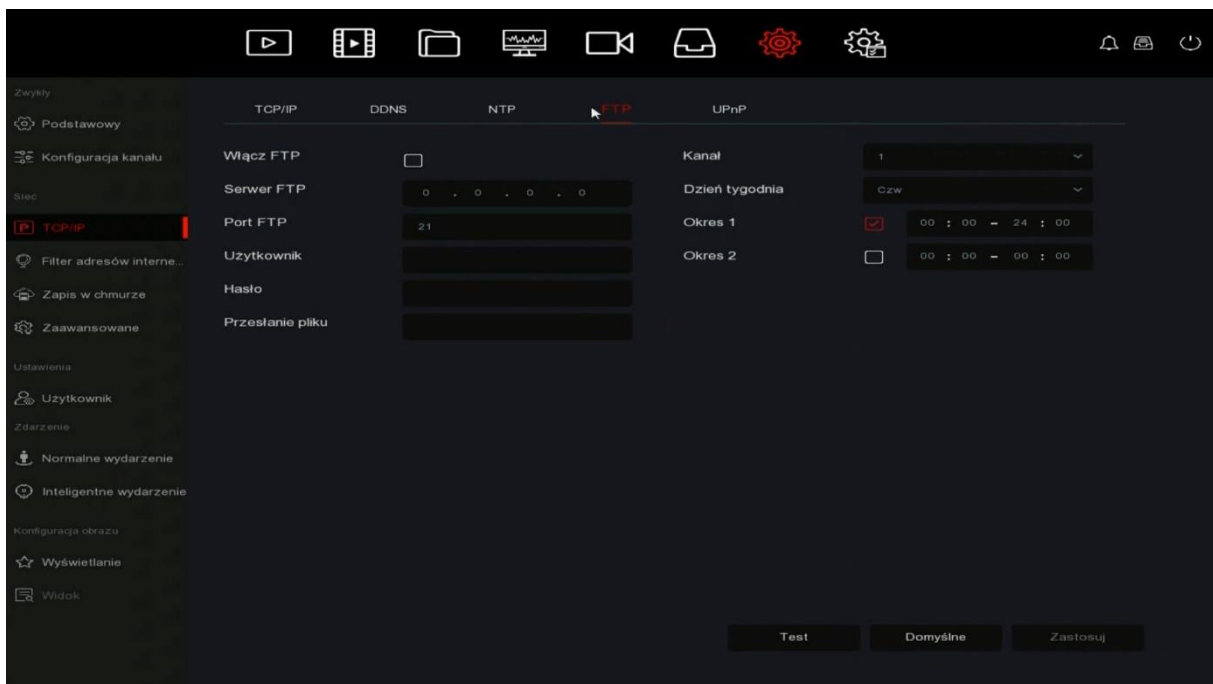 Zwykły
Podstawowy
Konfiguracja kanału
Sieć
TCP/IP
Filter adresów interne...
Zapis w chmurze
Zaawansowane
Ustawienia
Użytkownik
Zdarzenie
Normalne wydarzenie
Inteligentne wydarzenie
Konfiguracja obrazu
Wyświetlanie
Widok
TCP/IP DDNS NTP FTP UPnP
Włącz FTP
Serwer FTP 0 . 0 . 0 . 0
Port FTP 21
Użytkownik
Hasło
Przesłanie pliku
Kanał 1
Dzień tygodnia Czw
Okres 1 00 : 00 - 24 : 00
Okres 2 00 : 00 - 00 : 00
Test Domyślne Zastosuj